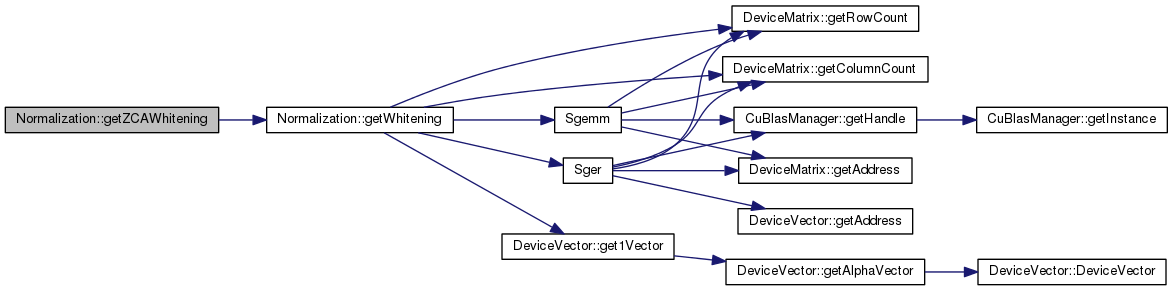 Normalization::getZCAWhitening
Normalization::getWhitening
DeviceMatrix::getRowCount
DeviceMatrix::getColumnCount
Sgemm
CuBlasManager::getHandle
CuBlasManager::getInstance
Sger
DeviceMatrix::getAddress
DeviceVector::getAddress
DeviceVector::get1Vector
DeviceVector::getAlphaVector
DeviceVector::DeviceVector